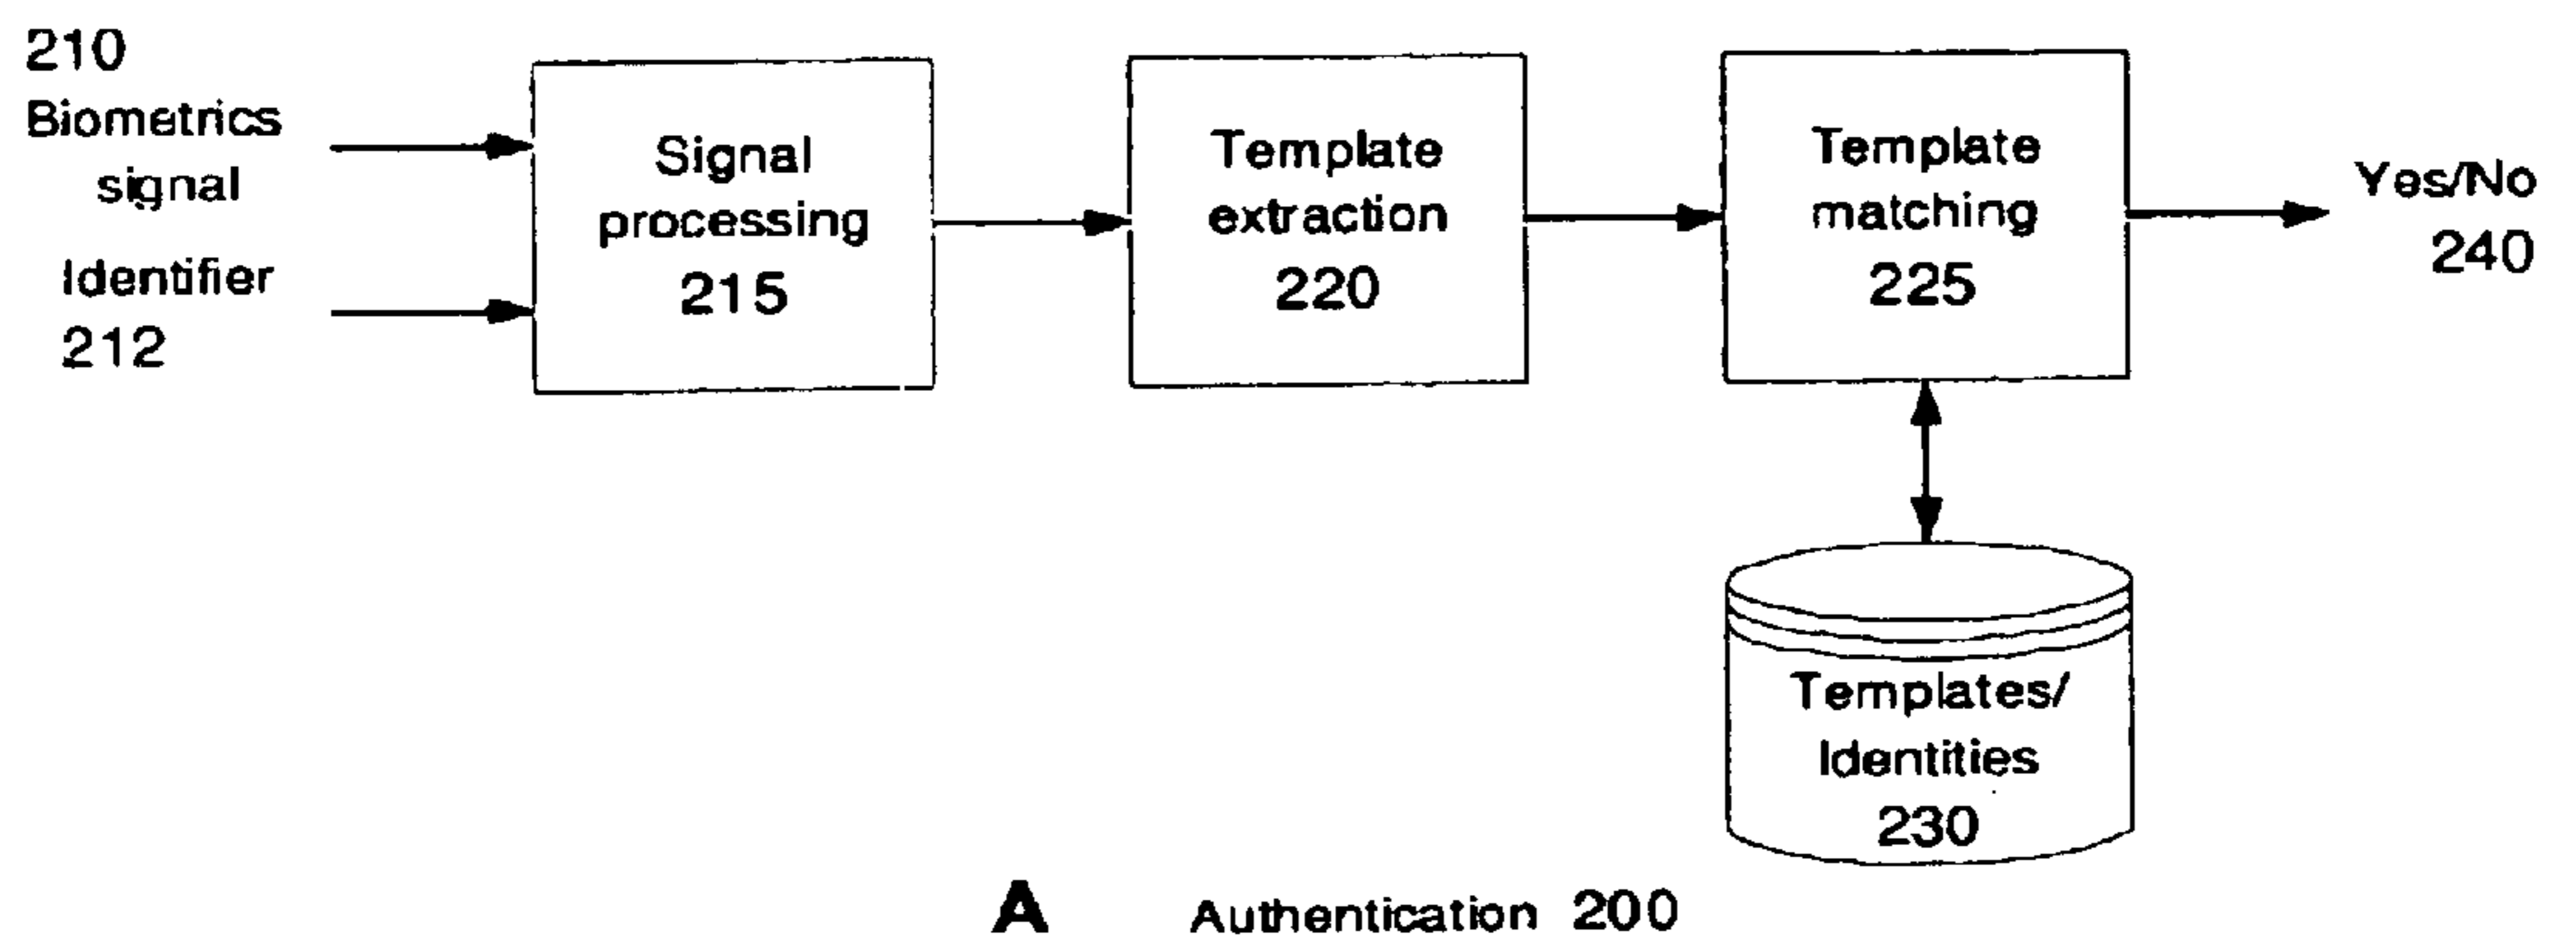 210
Biometrics
signal
Identifier
212
Signal
processing
215
Template
extraction
220
Template
matching
225
Yes/No
240
Templates/
Identities
230
A Authentication 200